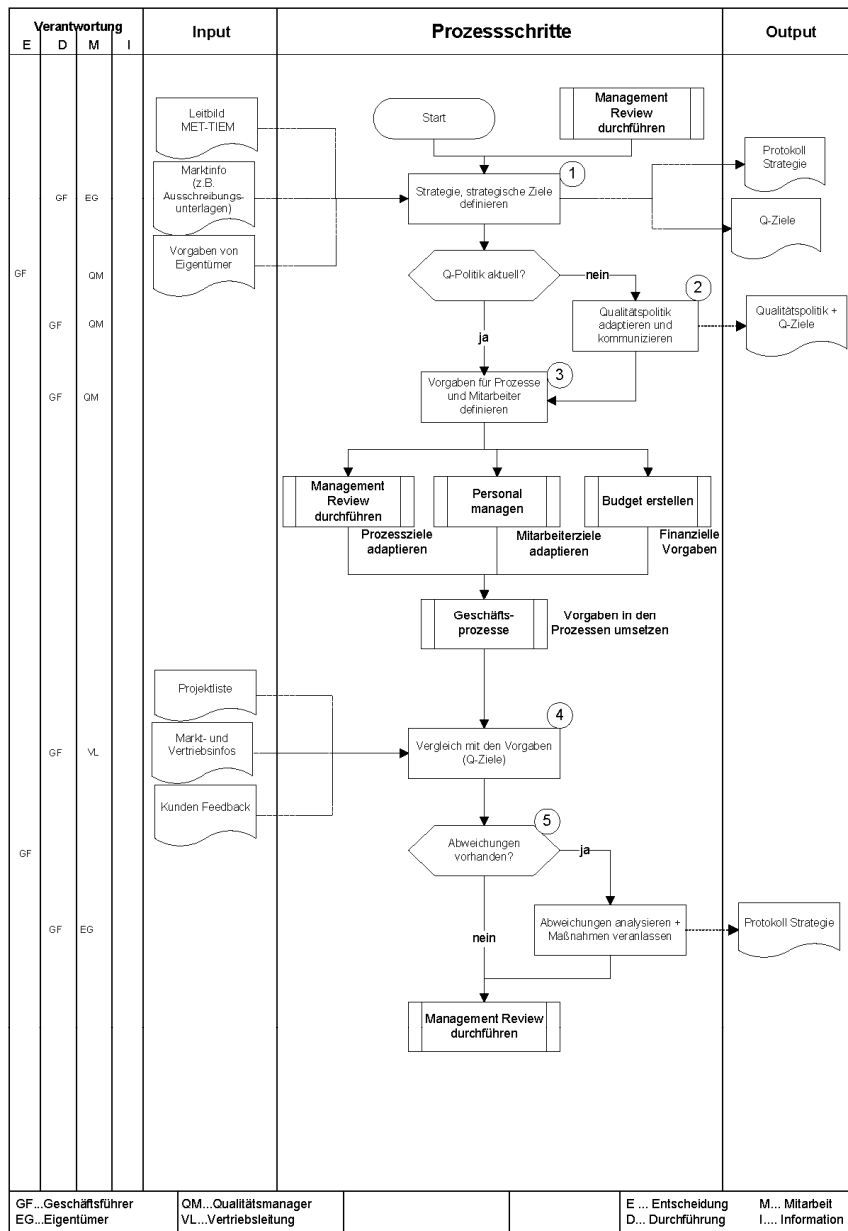 Verantwortung
E D M I
Input
Prozessschritte
Output
Leitbild
MET-TIEM
Start
Management
Review
durchführen
Protokoll
Strategie
Marktinfo
(z.B.
Ausschreibungs-
unterlagen)
GF EG
1
Strategie, strategische Ziele
definieren
Q-Ziele
Vorgaben von
Eigentümer
GF QM
Q-Politik aktuell?
nein
2
GF QM
ja
Qualitätspolitik
adaptieren und
kommunizieren
Qualitätspolitik +
Q-Ziele
3
GF QM
Vorgaben für Prozesse
und Mitarbeiter
definieren
Management
Review
durchführen
Personal
managen
Budget erstellen
Prozessziele
adaptieren
Mitarbeiterziele
adaptieren
Finanzielle
Vorgaben
Geschäfts-
prozesse
Vorgaben in den
Prozessen umsetzen
Projektliste
4
GF VL
Markt- und
Vertriebsinfos
Vergleich mit den Vorgaben
(Q-Ziele)
Kunden Feedback
5
GF
Abweichungen
vorhanden?
ja
GF EG
nein
Abweichungen analysieren +
Maßnahmen veranlassen
Protokoll Strategie
Management Review
durchführen
GF...Geschäftsführer
EG...Eigentümer
QM...Qualitätsmanager
VL...Vertriebsleitung
E ... Entscheidung
D... Durchführung
M... Mitarbeit
I.... Information